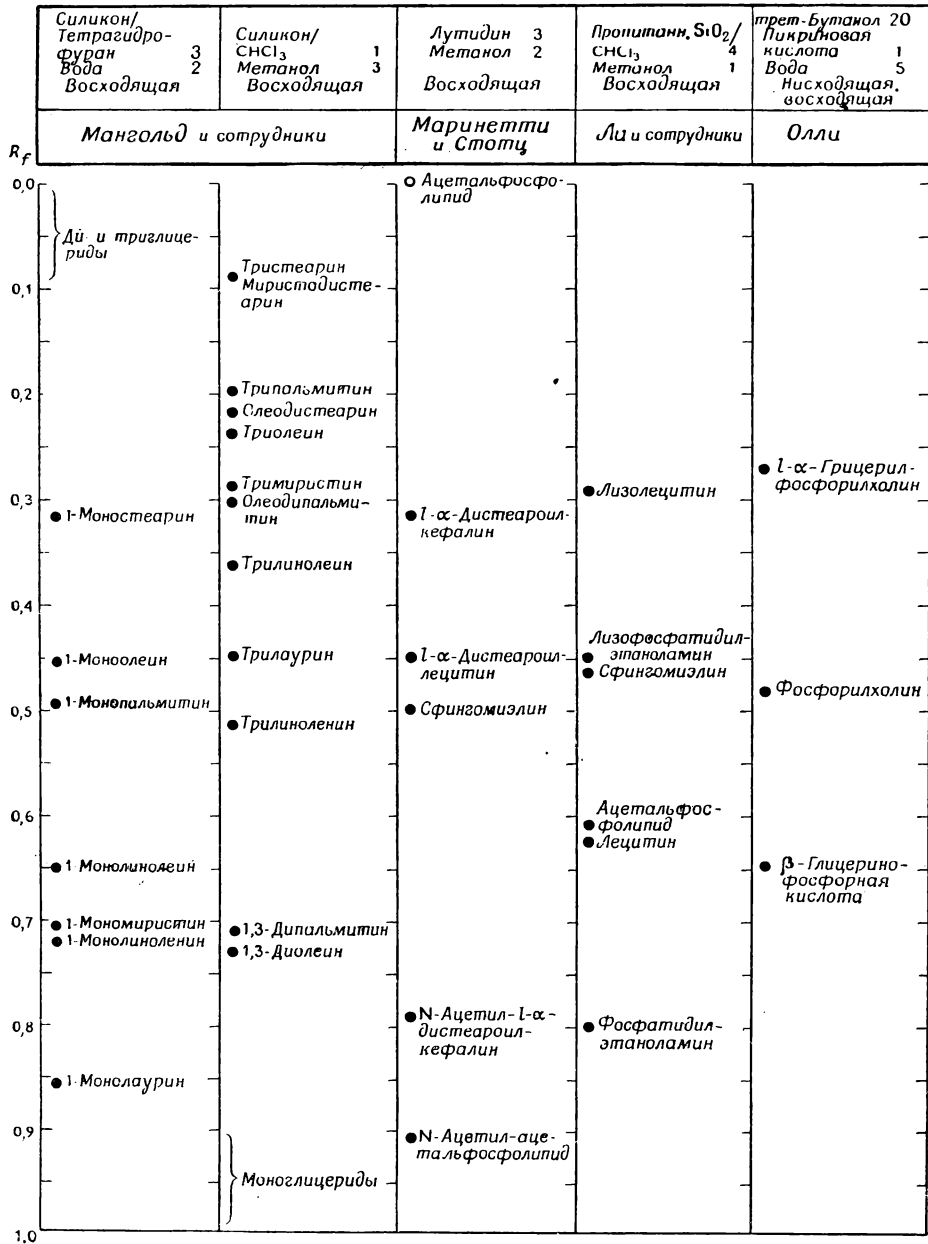 Силикон/
Тетрагидро-
фуран 3
Вода 2
Восходящая
Силикон/
CHCl₃ 1
Метанол 3
Восходящая
Лутидин 3
Метанол 2
Восходящая
Пропитанн. SiO₂/
CHCl₃ 4
Метанол 1
Восходящая
трет-Бутанол 20
Пикриновая
кислота 1
Вода 5
Нисходящая,
восходящая
Мангольд и сотрудники
Маринетти
и Стотц
Ли и сотрудники
Олли
Rf
0,0
0,1
0,2
0,3
0,4
0,5
0,6
0,7
0,8
0,9
1,0
Ди и триглице-
риды
1-Моностеарин
1-Моноолеин
1-Монопальмитин
1-Монолинолеин
1-Мономиристин
1-Монолиноленин
1-Монолаурин
Тристеарин
Миристодисте-
арин
Трипальмитин
Олеодистеарин
Триолеин
Тримиристин
Олеодипальми-
тин
Трилинолеин
Трилаурин
Трилиноленин
1,3-Дипальмитин
1,3-Диолеин
Моноглицериды
Ацетальфосфо-
липид
l-α-Дистеароил-
кефалин
l-α-Дистеароил-
лецитин
Сфингомиэлин
N-Ацетил-l-α-
дистеароил-
кефалин
N-Ацетил-аце-
тальфосфолипид
Лизолецитин
Лизофосфатидил-
этаноламин
Сфингомиэлин
Ацетальфос-
фолипид
Лецитин
Фосфатидил-
этаноламин
l-α-Грицерил-
фосфорилхолин
Фосфорилхолин
β-Глицерино-
фосфорная
кислота